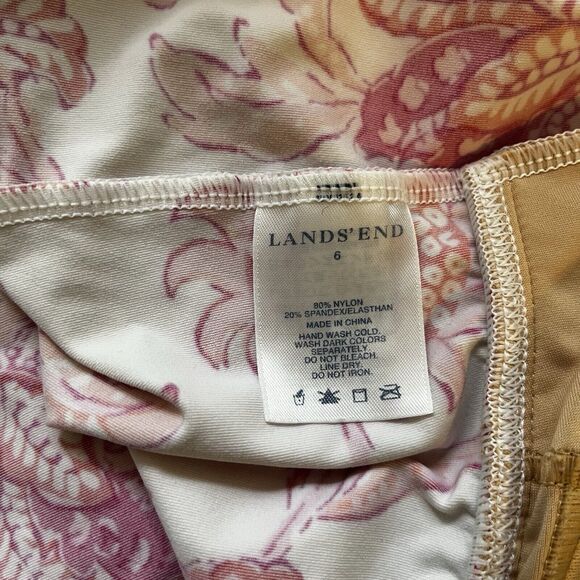 LANDS' END
6
80% NYLON
20% SPANDEX/ELASTHAN
MADE IN CHINA
HAND WASH COLD.
WASH DARK COLORS
SEPARATELY.
DO NOT BLEACH.
LINE DRY.
DO NOT IRON.